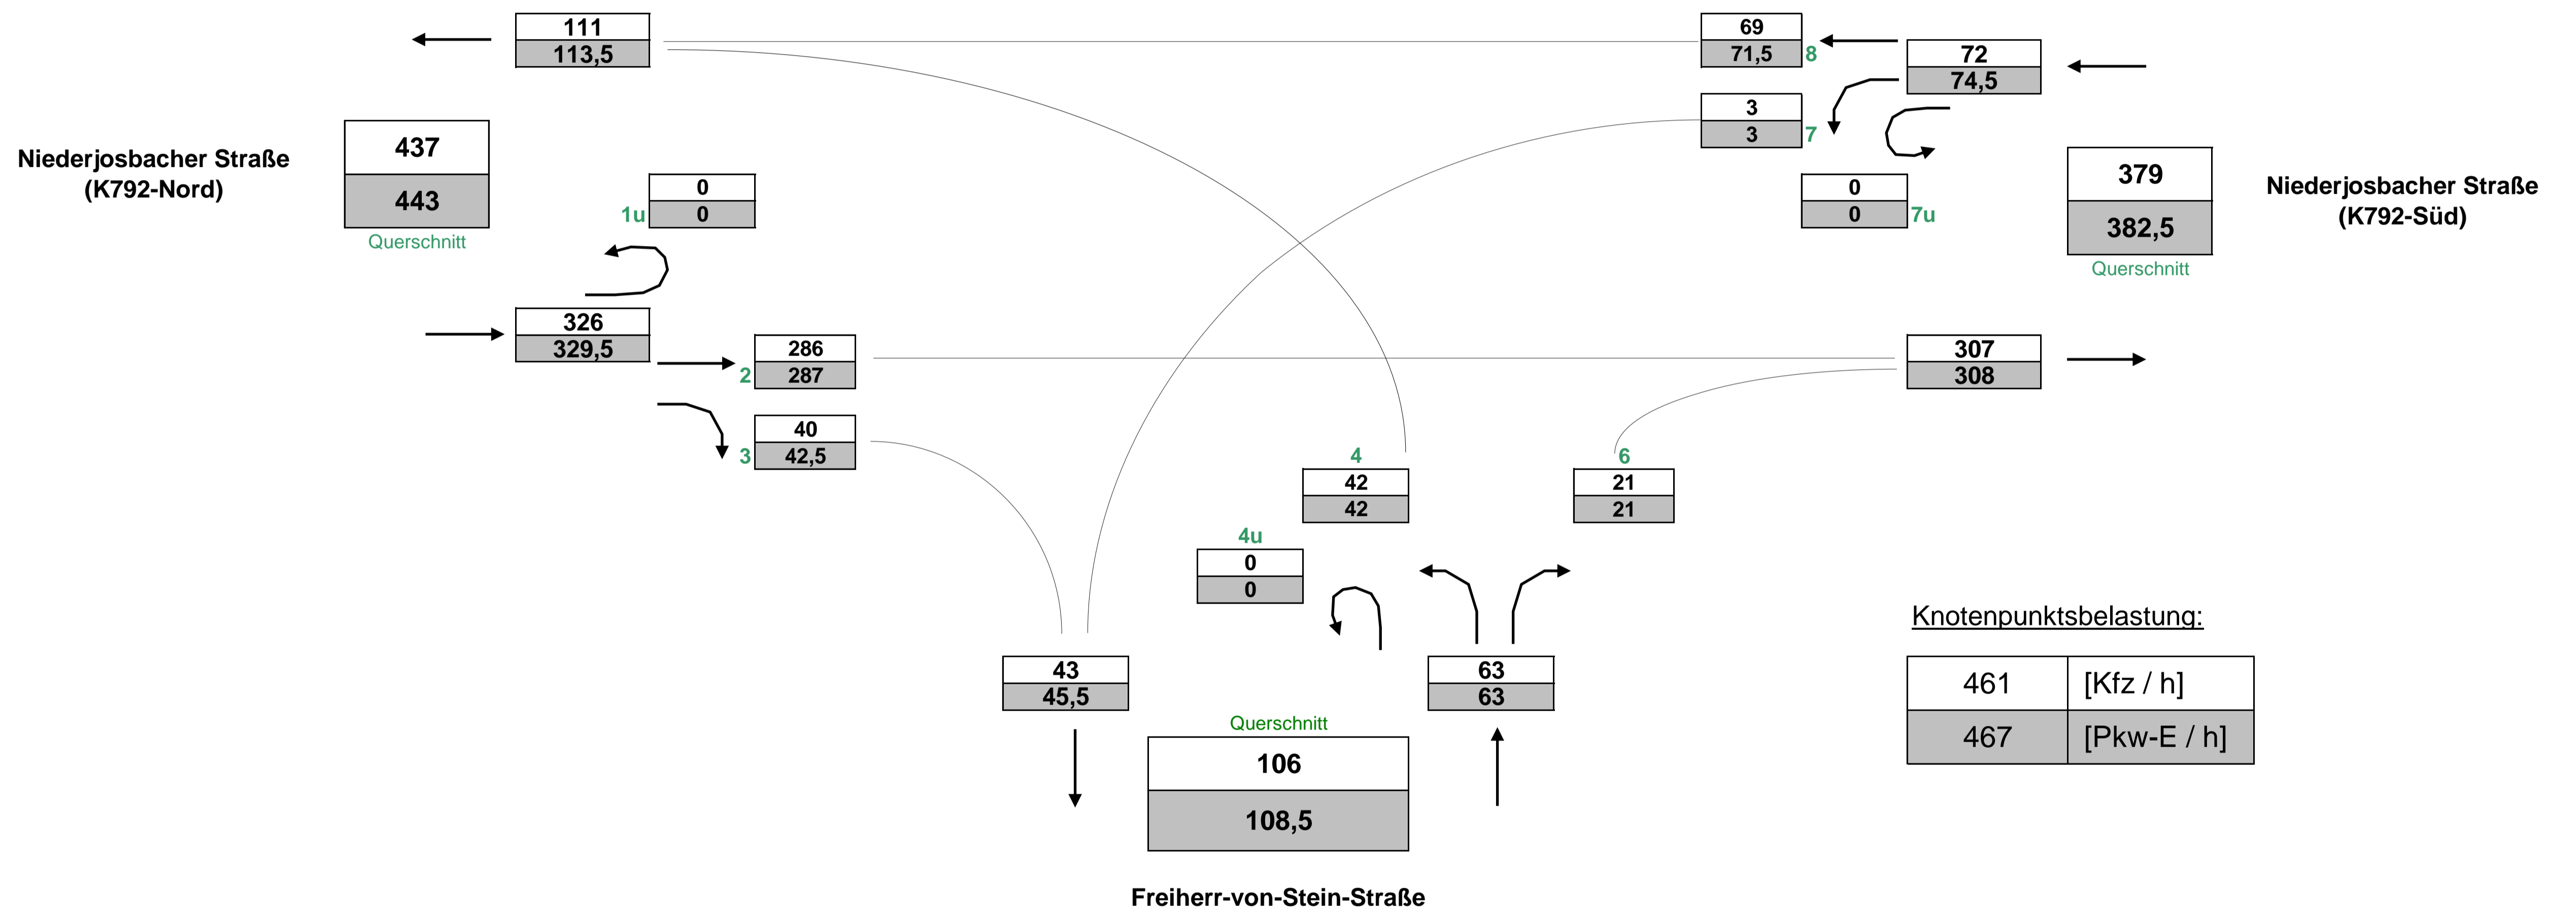 111
113,5
69
71,5 8
72
74,5
3
3 7
Niederjosbacher Straße
(K792-Nord)
437
443
Querschnitt
0
1u 0
0
0 7u
379
382,5
Querschnitt
Niederjosbacher Straße
(K792-Süd)
326
329,5
286
2 287
307
308
40
3 42,5
4
42
42
6
21
21
4u
0
0
43
45,5
63
63
Querschnitt
106
108,5
Knotenpunktsbelastung:
461 [Kfz / h]
467 [Pkw-E / h]
Freiherr-von-Stein-Straße